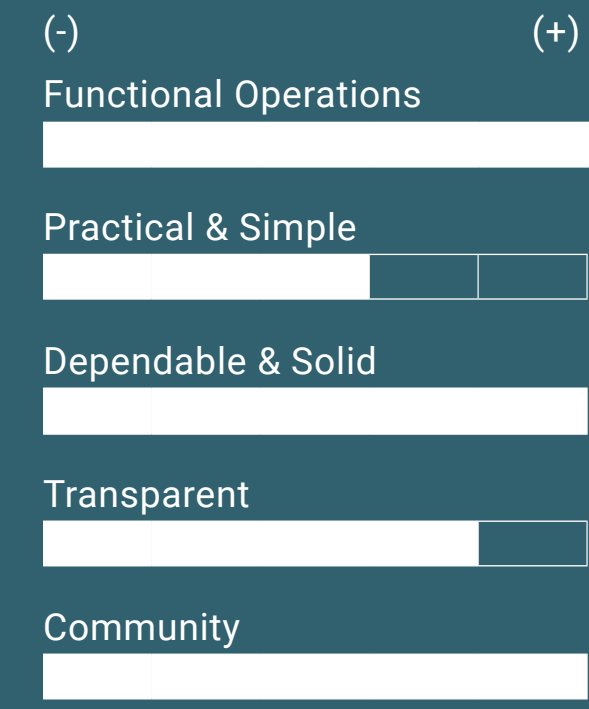 (-) (+)
Functional Operations
Practical & Simple
Dependable & Solid
Transparent
Community